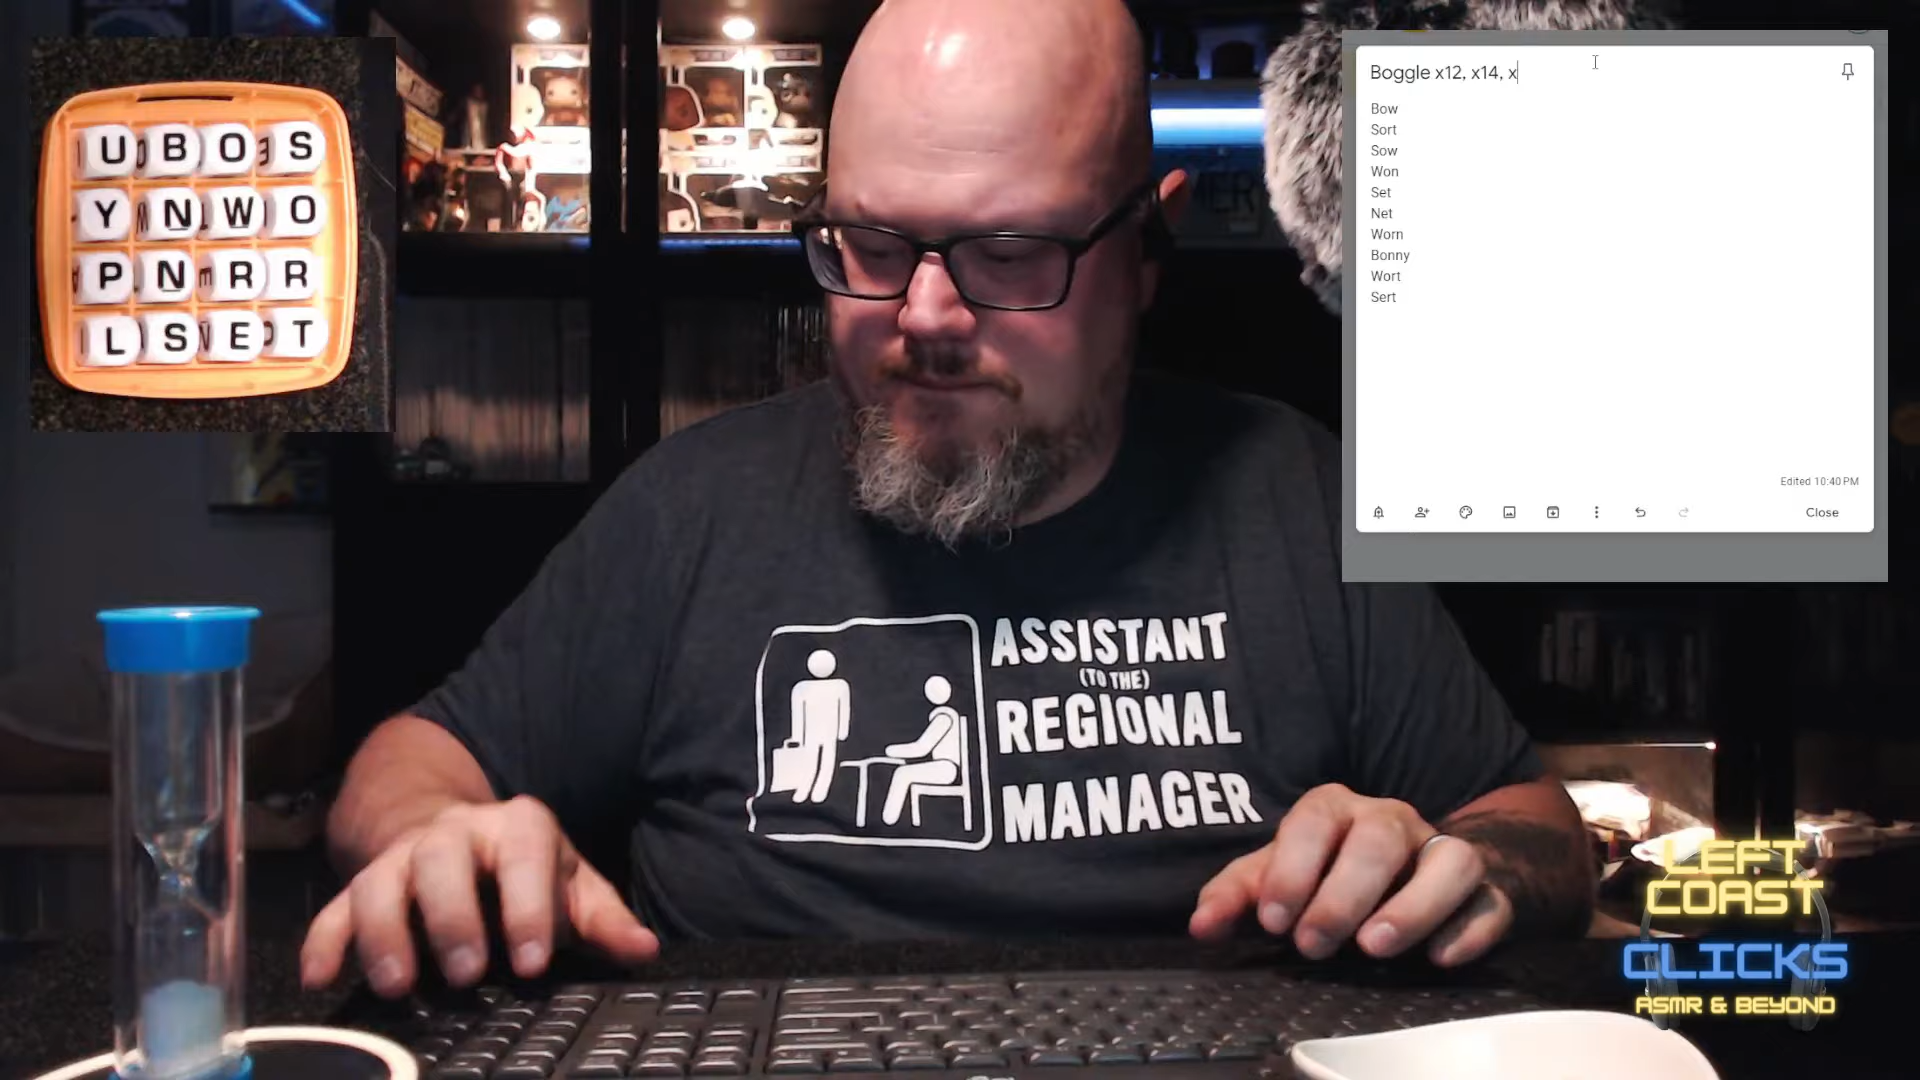 U B O S
Y N W O
P N R R
L S E T
Boggle x12, x14, x
Bow
Sort
Sow
Won
Set
Net
Worn
Bonny
Wort
Sert
Edited 10:40 PM
Close
ASSISTANT
(TO THE)
REGIONAL
MANAGER
LEFT
COAST
CLICKS
ASMR & BEYOND